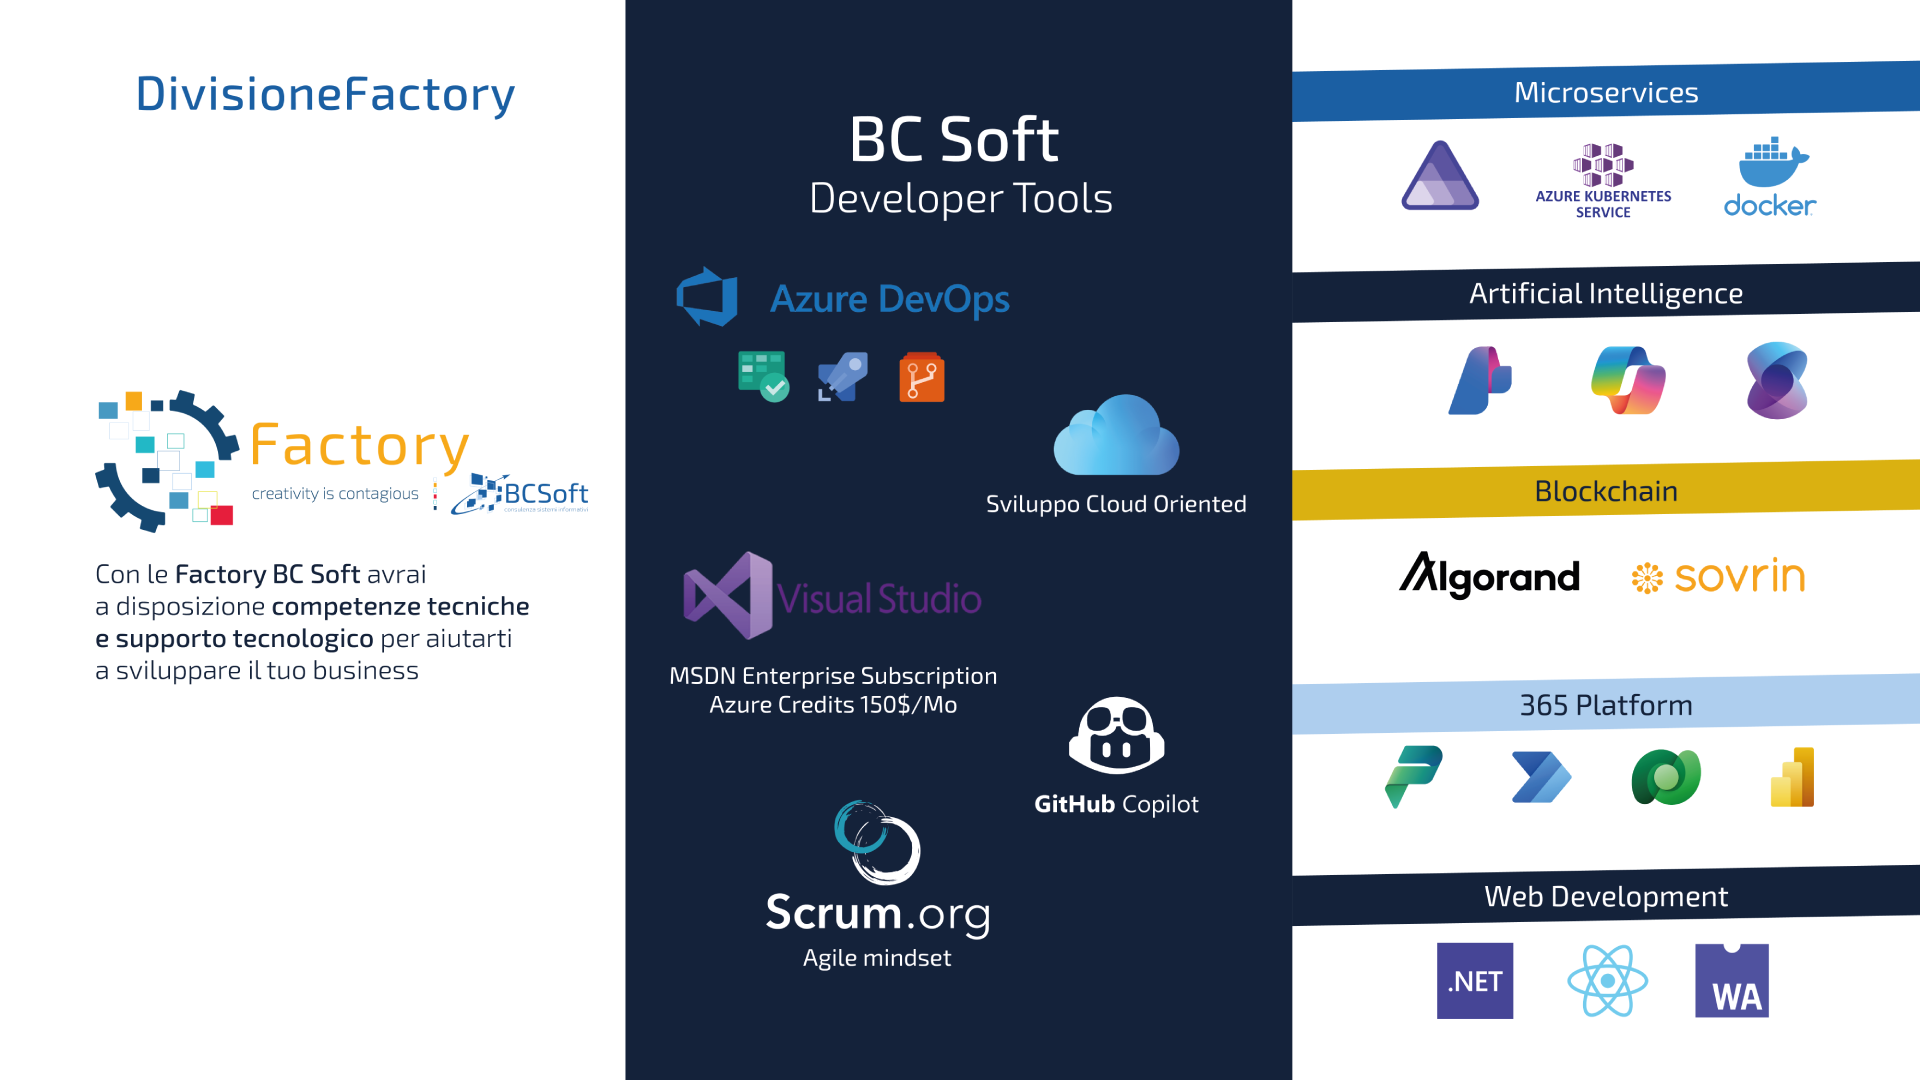 DivisioneFactory
Factory
creativity is contagious
BCSoft
consulenza sistemi informativi
Con le Factory BC Soft avrai
a disposizione competenze tecniche
e supporto tecnologico per aiutarti
a sviluppare il tuo business
BC Soft
Developer Tools
Azure DevOps
Sviluppo Cloud Oriented
Visual Studio
MSDN Enterprise Subscription
Azure Credits 150$/Mo
GitHub Copilot
Scrum.org
Agile mindset
Microservices
AZURE KUBERNETES
SERVICE
docker
Artificial Intelligence
Blockchain
Algorand
sovrin
365 Platform
Web Development
.NET
WA